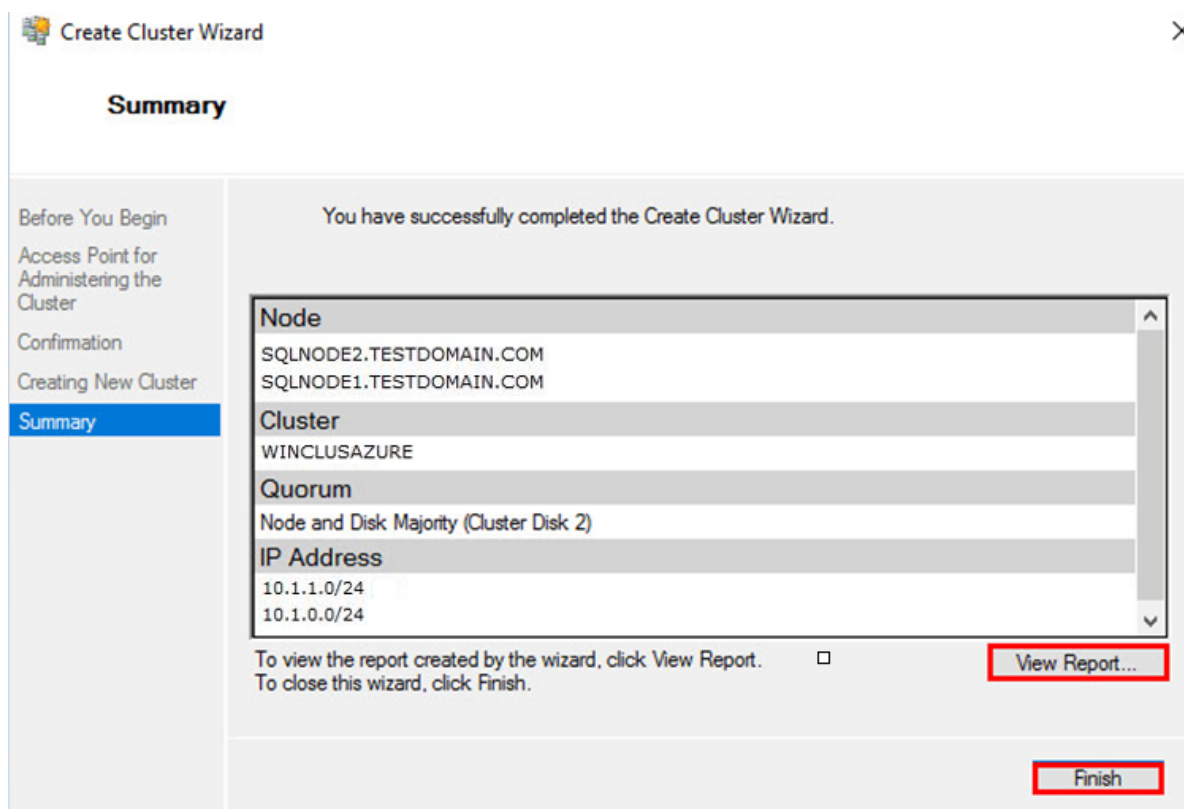 Create Cluster Wizard
Summary
Before You Begin
Access Point for
Administering the
Cluster
Confirmation
Creating New Cluster
Summary
You have successfully completed the Create Cluster Wizard.
Node
SQLNODE2.TESTDOMAIN.COM
SQLNODE1.TESTDOMAIN.COM
Cluster
WINCLUSAZURE
Quorum
Node and Disk Majority (Cluster Disk 2)
IP Address
10.1.1.0/24
10.1.0.0/24
To view the report created by the wizard, click View Report.
To close this wizard, click Finish.
View Report...
Finish